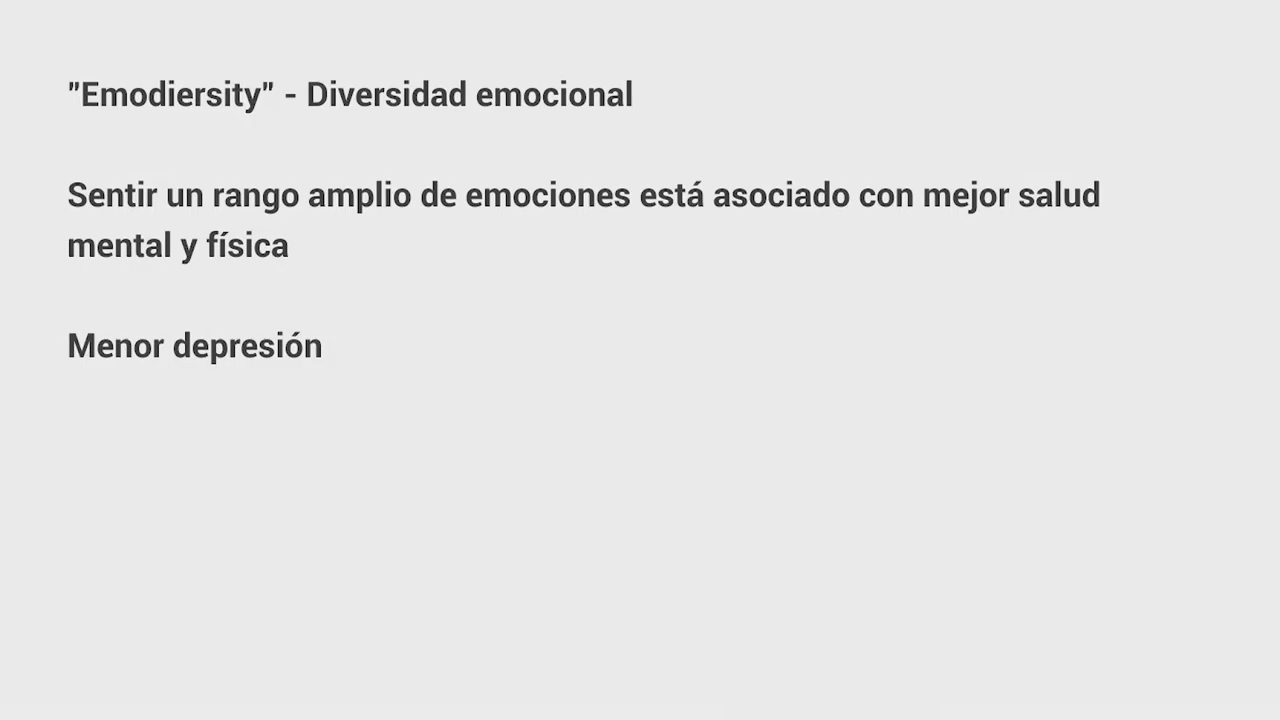 "Emodiersity" - Diversidad emocional
Sentir un rango amplio de emociones está asociado con mejor salud
mental y física
Menor depresión